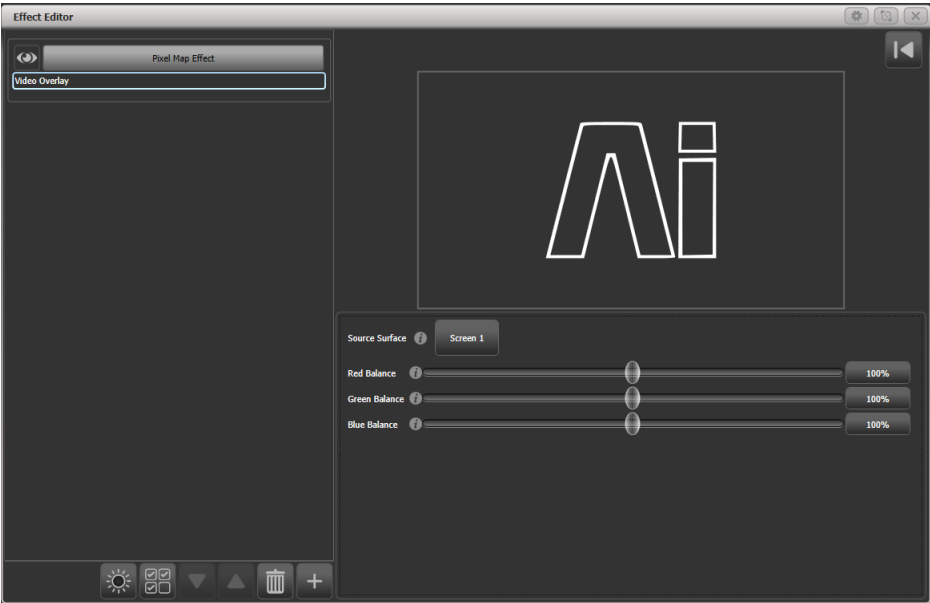 Effect Editor
Pixel Map Effect
Video Overlay
Ai
Source Surface i Screen 1
Red Balance i 100%
Green Balance i 100%
Blue Balance i 100%